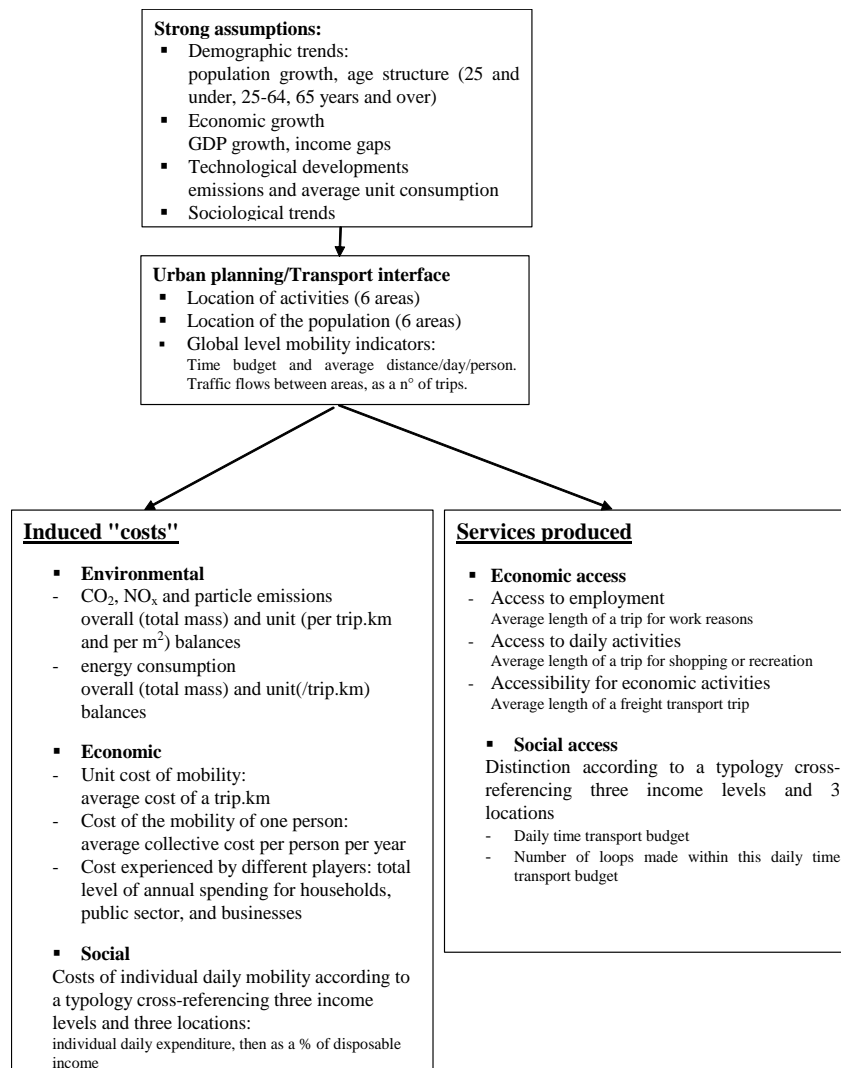 Strong assumptions:
▪ Demographic trends:
population growth, age structure (25 and
under, 25-64, 65 years and over)
▪ Economic growth
GDP growth, income gaps
▪ Technological developments
emissions and average unit consumption
▪ Sociological trends
Urban planning/Transport interface
▪ Location of activities (6 areas)
▪ Location of the population (6 areas)
▪ Global level mobility indicators:
Time budget and average distance/day/person.
Traffic flows between areas, as a n° of trips.
Induced "costs"
▪ Environmental
- CO₂, NOₓ and particle emissions
overall (total mass) and unit (per trip.km
and per m²) balances
- energy consumption
overall (total mass) and unit(/trip.km)
balances
▪ Economic
- Unit cost of mobility:
average cost of a trip.km
- Cost of the mobility of one person:
average collective cost per person per year
- Cost experienced by different players: total
level of annual spending for households,
public sector, and businesses
▪ Social
Costs of individual daily mobility according to
a typology cross-referencing three income
levels and three locations:
individual daily expenditure, then as a % of disposable
income
Services produced
▪ Economic access
- Access to employment
Average length of a trip for work reasons
- Access to daily activities
Average length of a trip for shopping or recreation
- Accessibility for economic activities
Average length of a freight transport trip
▪ Social access
Distinction according to a typology cross-
referencing three income levels and 3
locations
- Daily time transport budget
- Number of loops made within this daily time
transport budget